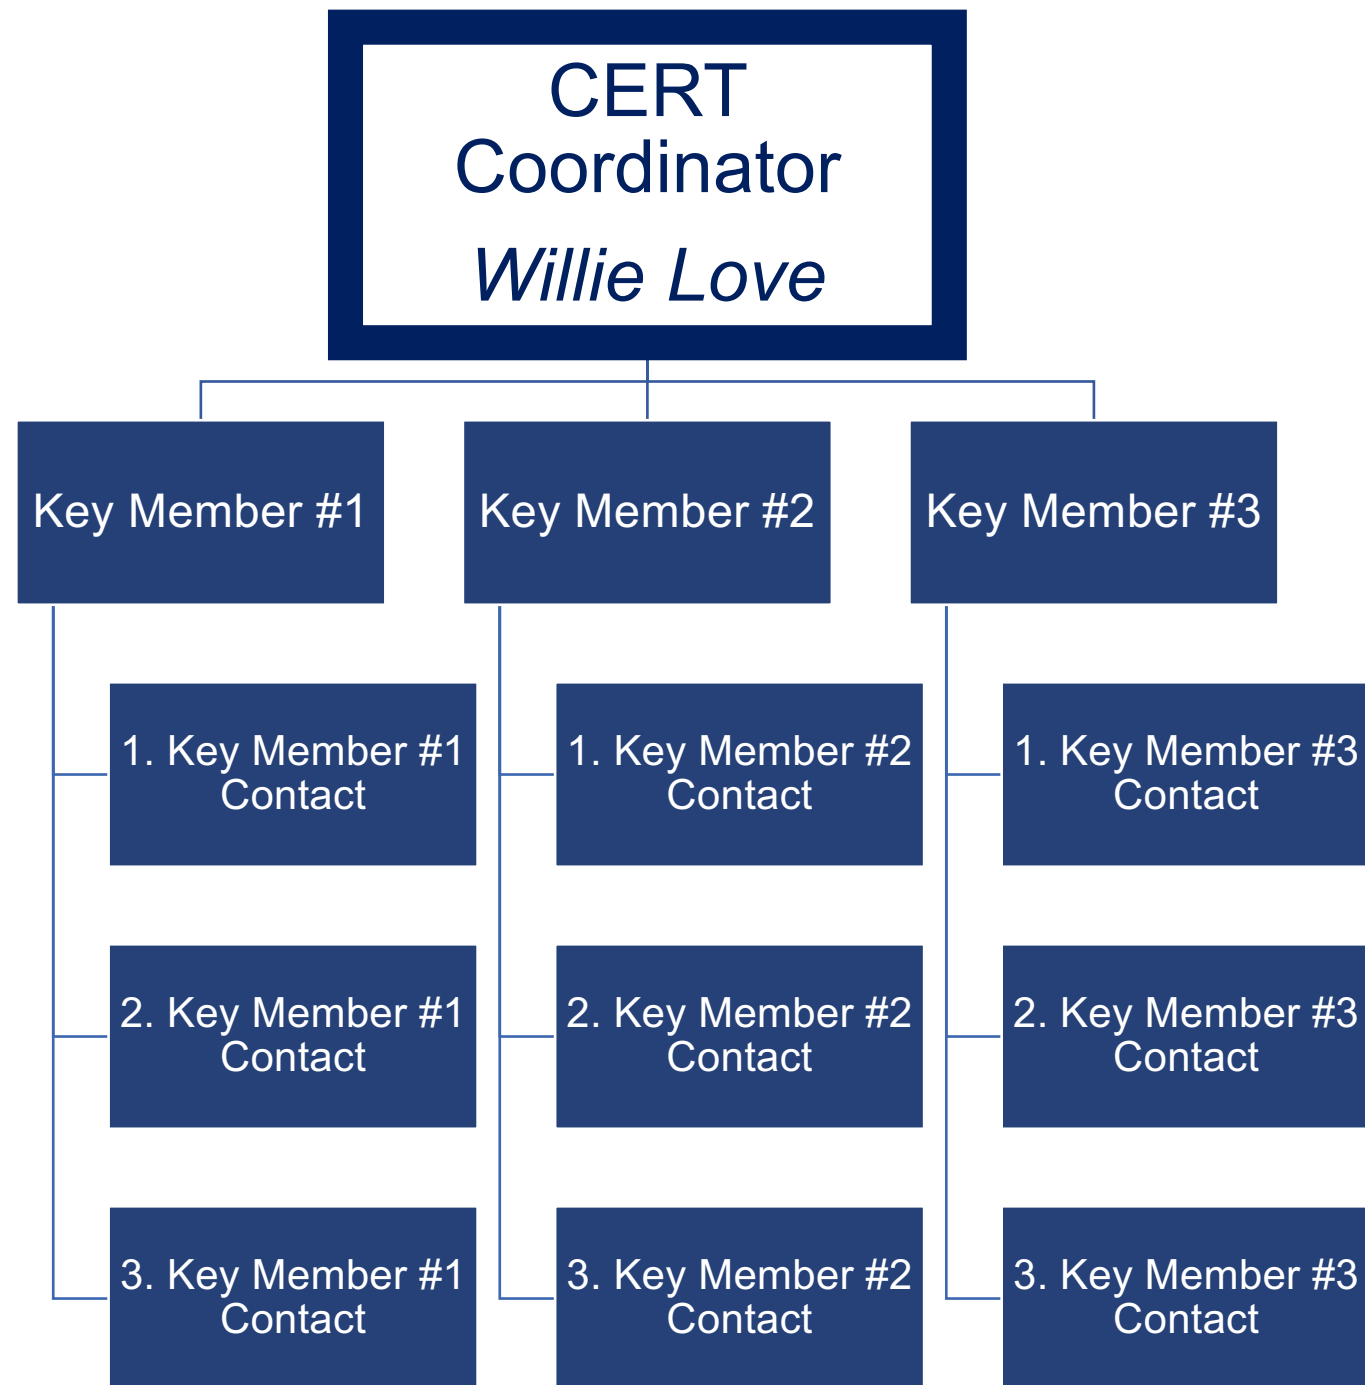 CERT
Coordinator
Willie Love
Key Member #1
Key Member #2
Key Member #3
1. Key Member #1
Contact
1. Key Member #2
Contact
1. Key Member #3
Contact
2. Key Member #1
Contact
2. Key Member #2
Contact
2. Key Member #3
Contact
3. Key Member #1
Contact
3. Key Member #2
Contact
3. Key Member #3
Contact